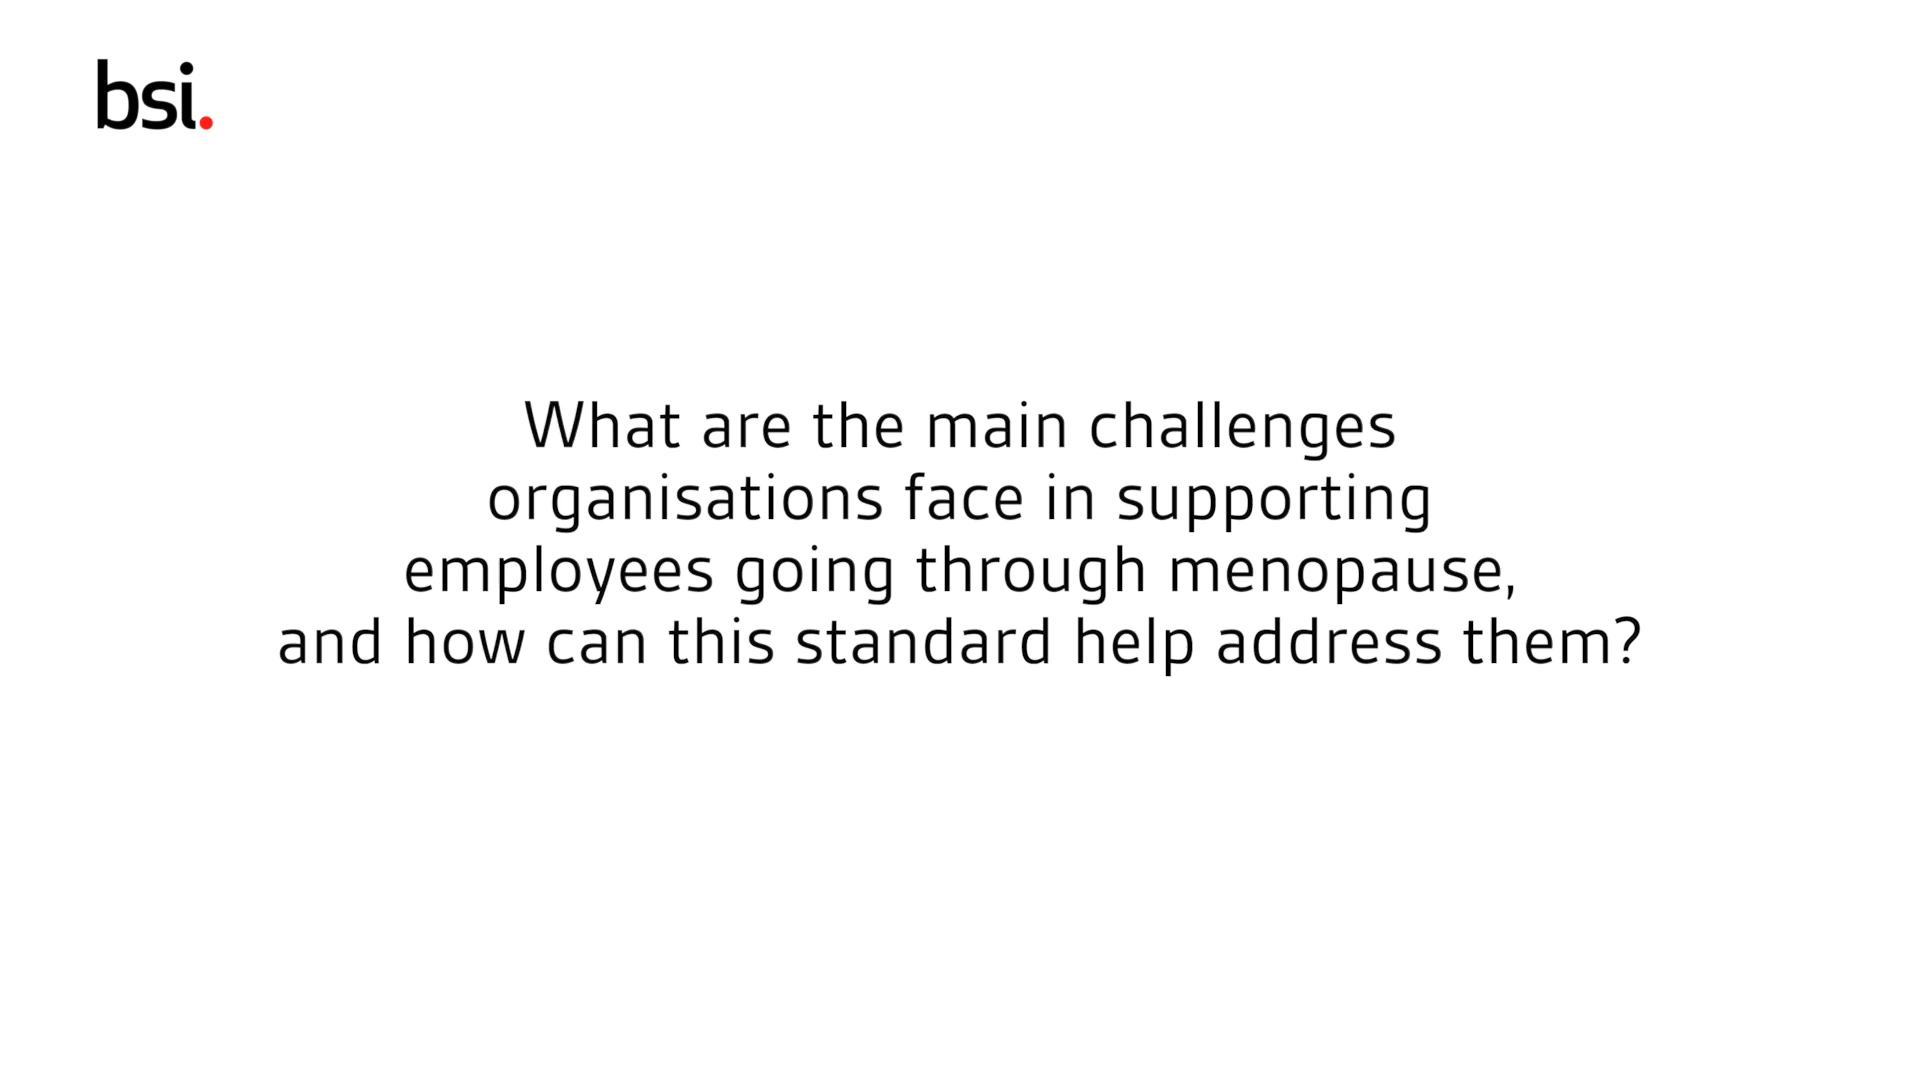 bsi.
What are the main challenges
organisations face in supporting
employees going through menopause,
and how can this standard help address them?